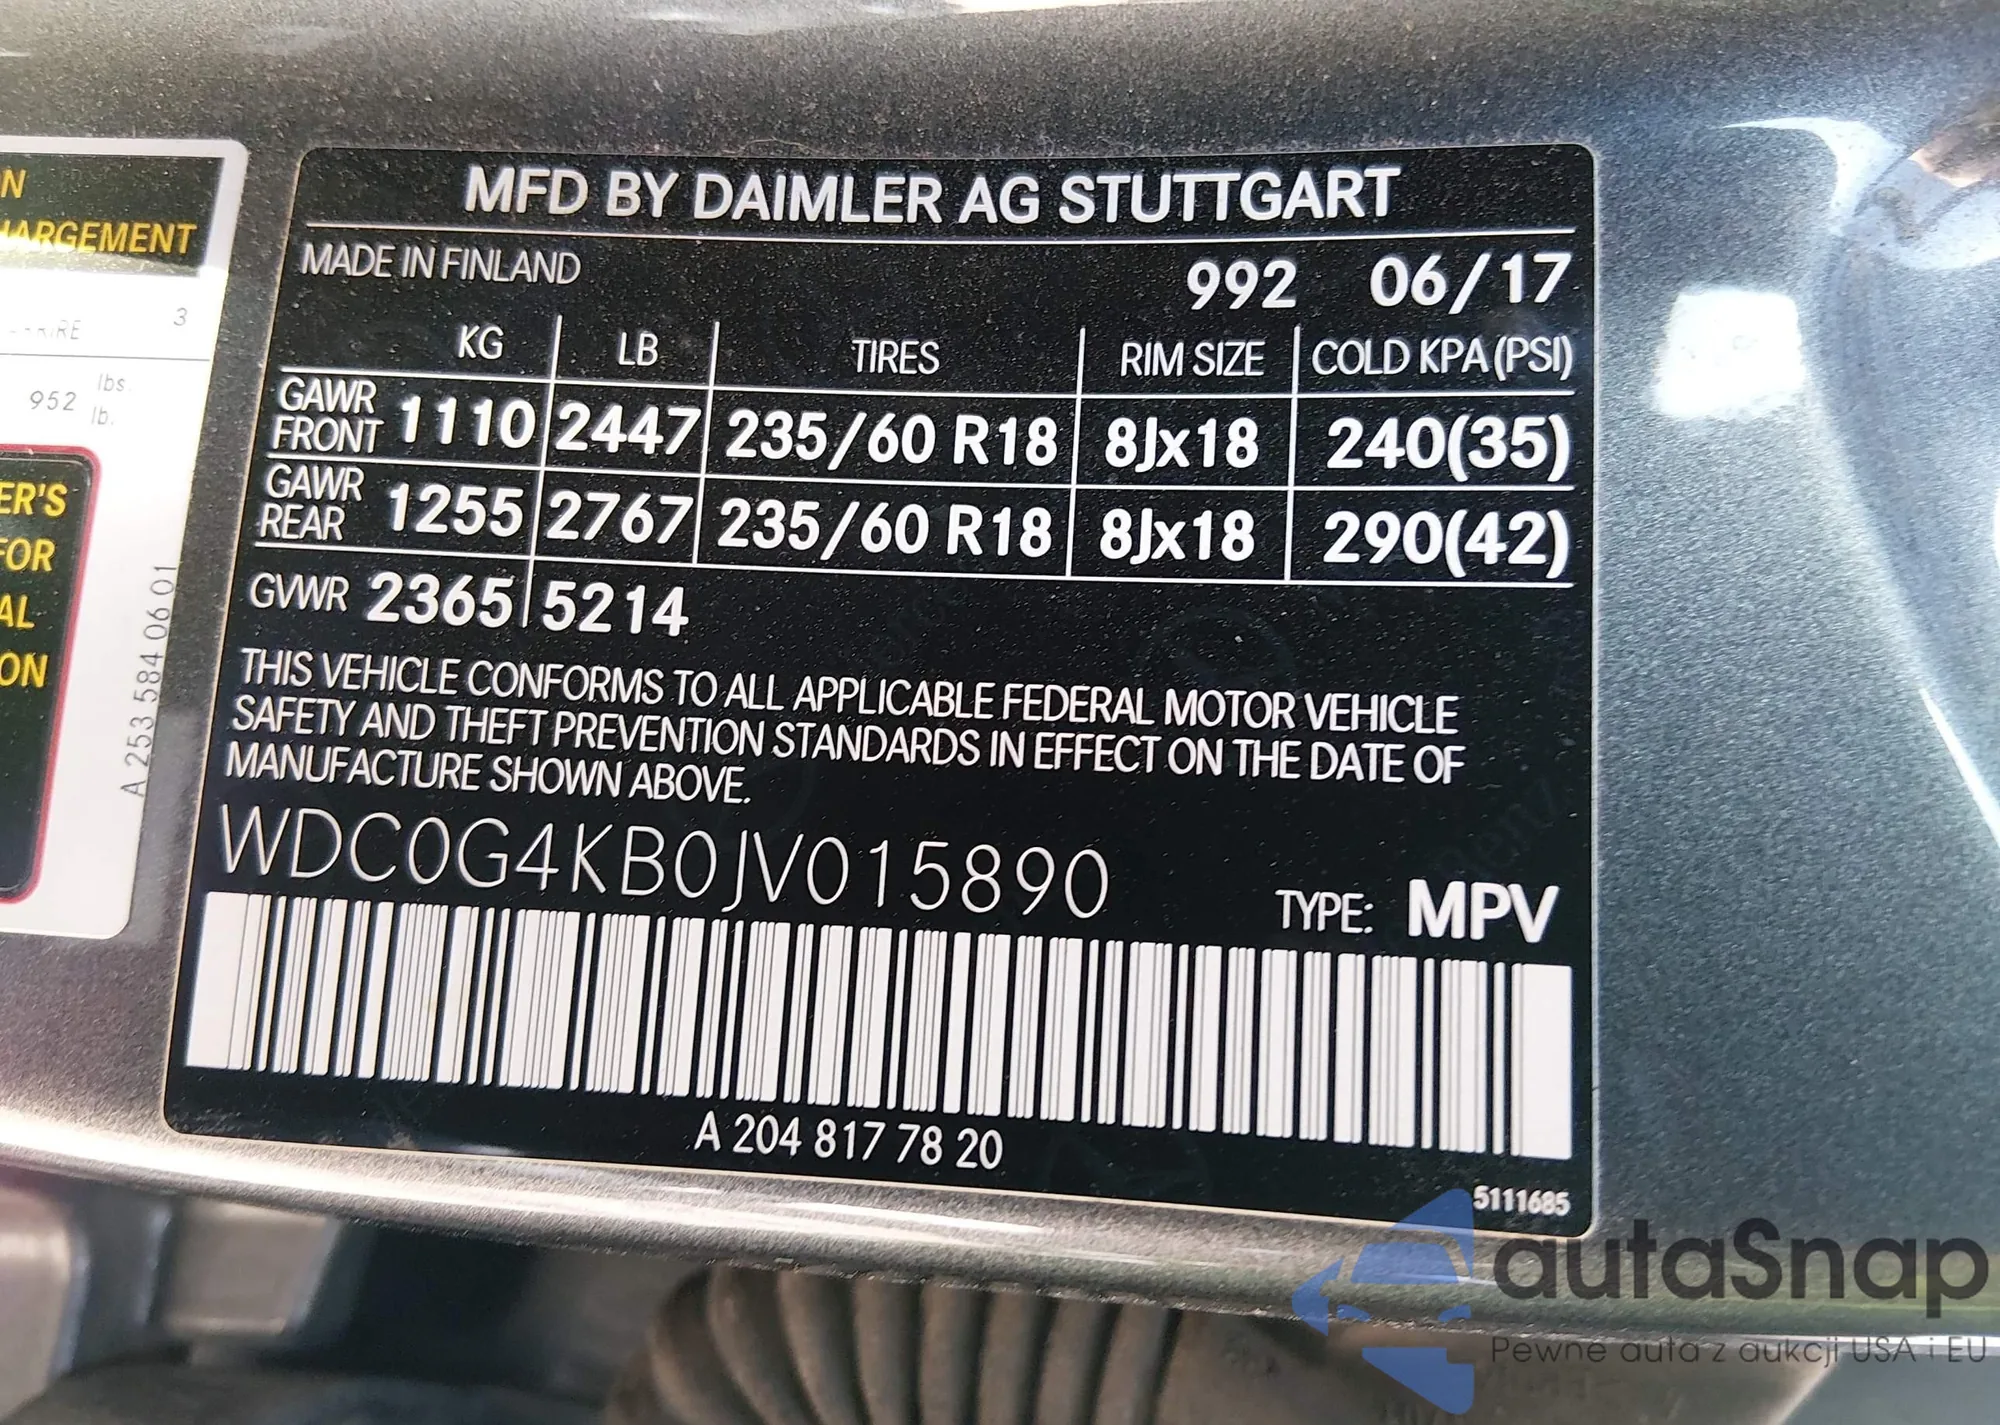 N
HARGEMENT
3
952 lbs.
lb.
ER'S
FOR
AL
ON
A 253 584 06 01
MFD BY DAIMLER AG STUTTGART
MADE IN FINLAND 992 06/17
KG LB TIRES RIM SIZE COLD KPA (PSI)
GAWR FRONT 1110 2447 235/60 R18 8Jx18 240(35)
GAWR REAR 1255 2767 235/60 R18 8Jx18 290(42)
GVWR 2365 5214
THIS VEHICLE CONFORMS TO ALL APPLICABLE FEDERAL MOTOR VEHICLE
SAFETY AND THEFT PREVENTION STANDARDS IN EFFECT ON THE DATE OF
MANUFACTURE SHOWN ABOVE.
WDC0G4KB0JV015890
TYPE: MPV
A 204 817 78 20
5111685
autaSnap
Pewne auta z aukcji USA i EU